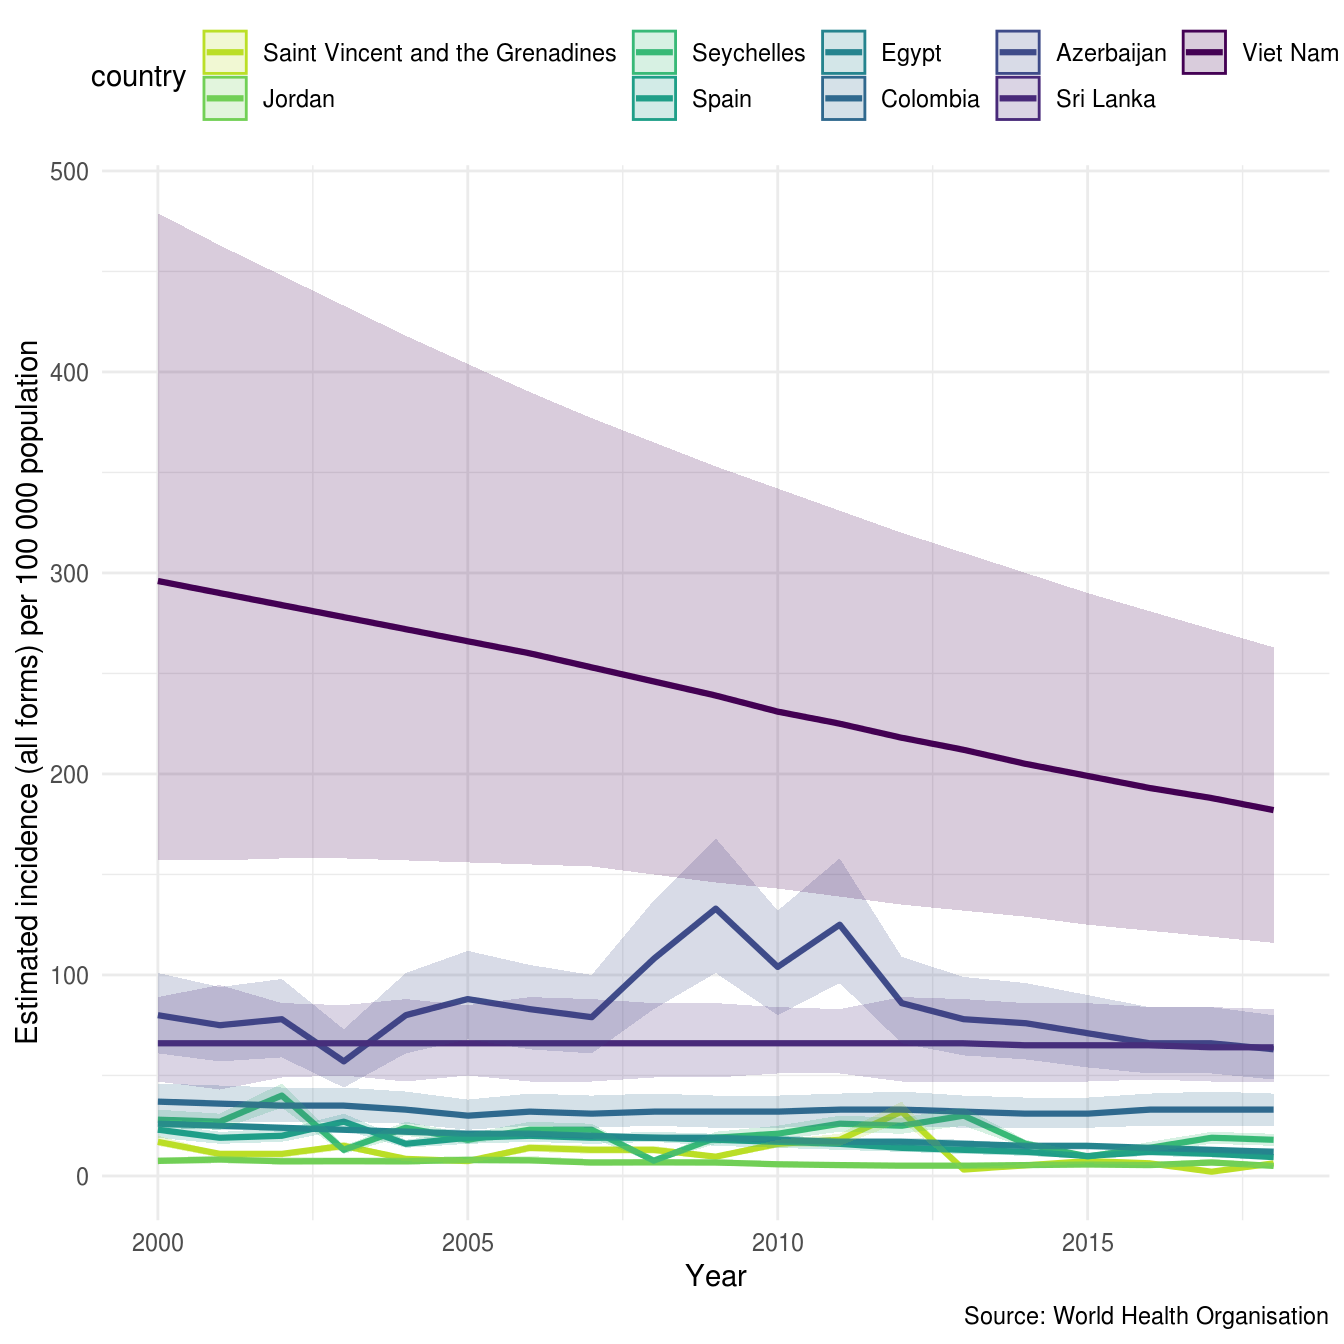 country
Saint Vincent and the Grenadines
Jordan
Seychelles
Spain
Egypt
Colombia
Azerbaijan
Sri Lanka
Viet Nam
Estimated incidence (all forms) per 100 000 population
500
400
300
200
100
0
2000
2005
2010
2015
Year
Source: World Health Organisation